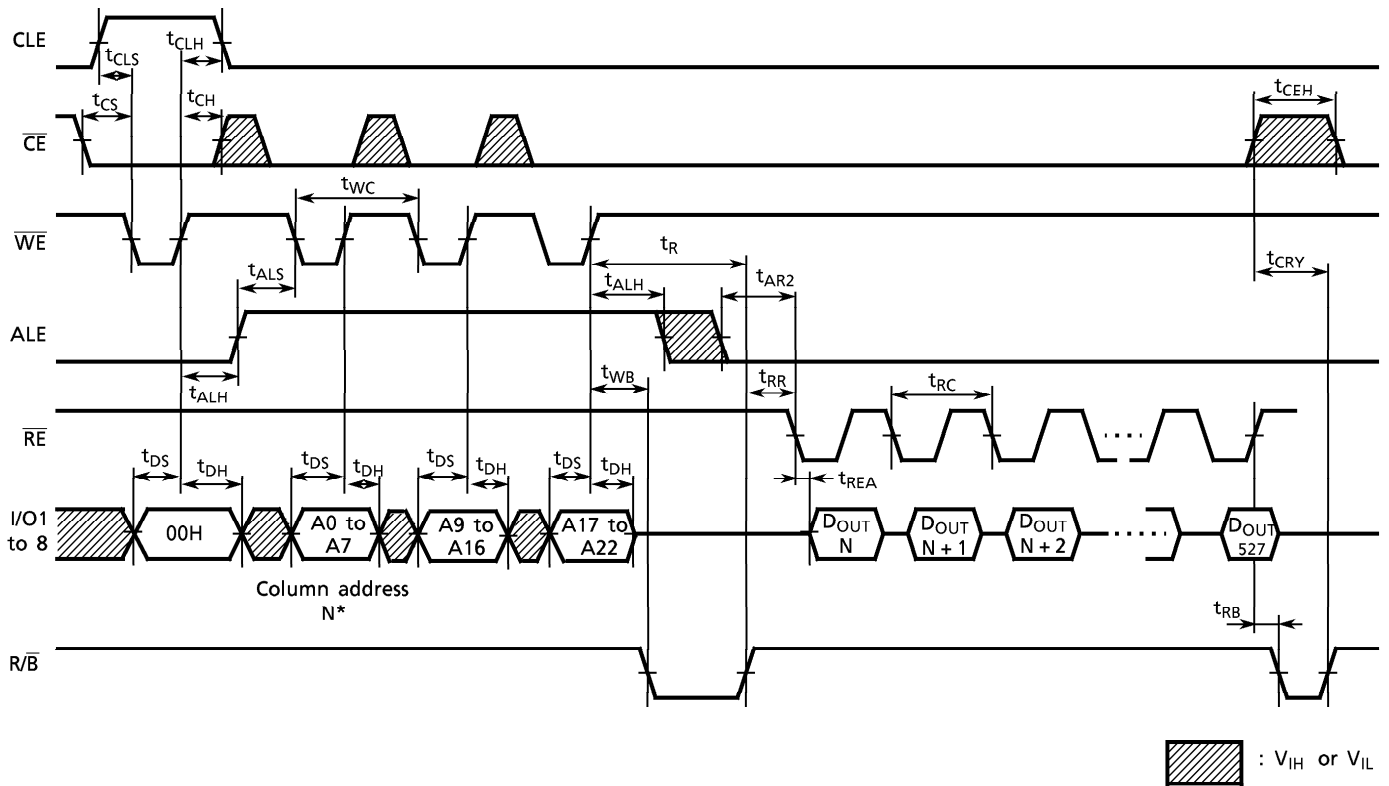 CLE
tCLS
tCLH
tCS
tCH
tCEH
CE
tWC
WE
tR
tALS
tALH
tAR2
tCRY
ALE
tALH
tWB
tRR
tRC
RE
tDS
tDH
tDS
tDH
tDS
tDH
tDS
tDH
tREA
I/O1
to 8
00H
A0 to
A7
A9 to
A16
A17 to
A22
DOUT
N
DOUT
N + 1
DOUT
N + 2
DOUT
527
Column address
N*
tRB
R/B
: VIH or VIL